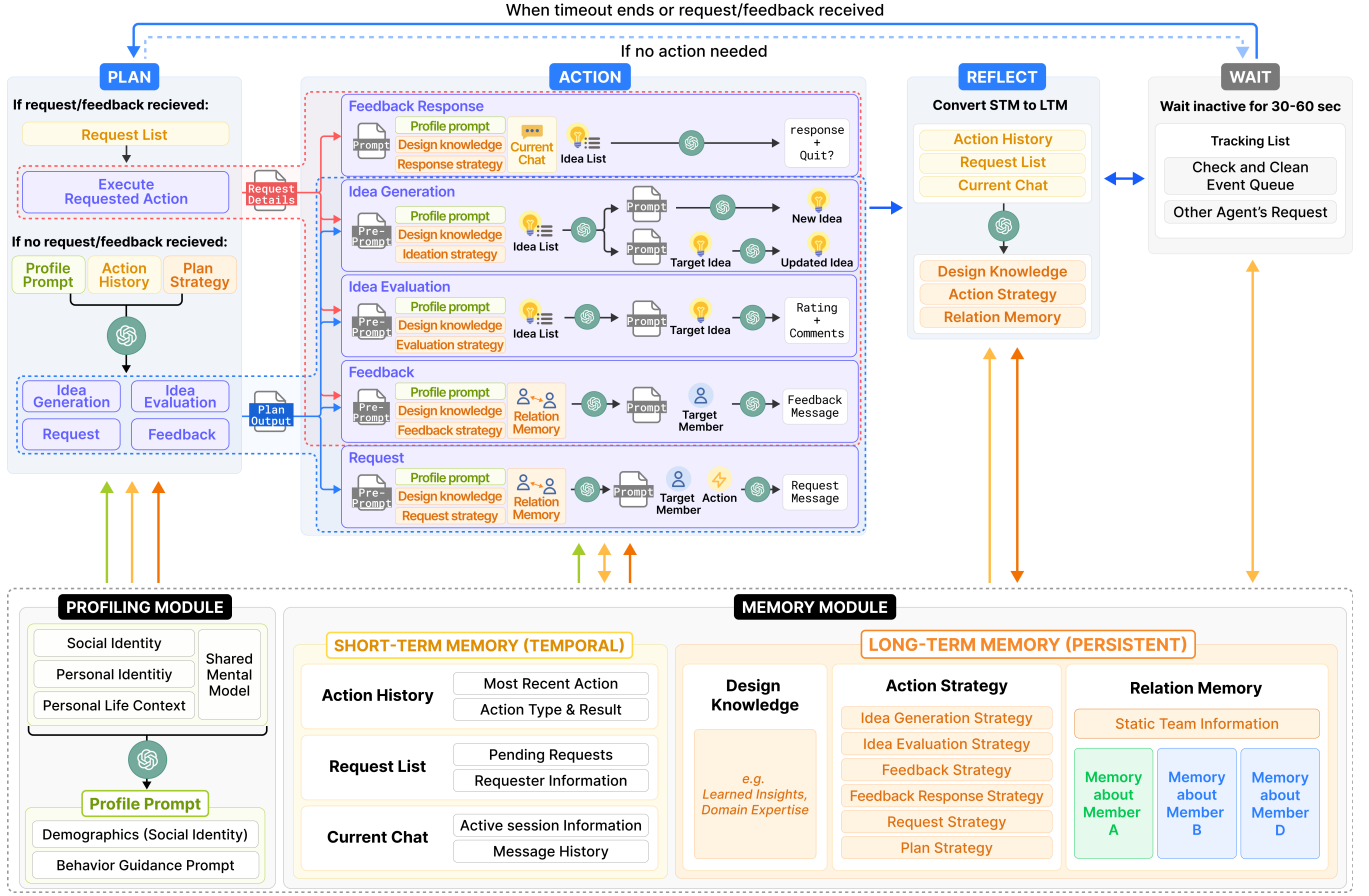 When timeout ends or request/feedback received
If no action needed
PLAN
If request/feedback recieved:
Request List
Execute
Requested Action
Request
Details
If no request/feedback recieved:
Profile
Prompt
Action
History
Plan
Strategy
Idea
Generation
Idea
Evaluation
Request
Feedback
Plan
Output
ACTION
Feedback Response
Prompt
Profile prompt
Design knowledge
Response strategy
Current
Chat
Idea List
response
+
Quit?
Idea Generation
Pre-
Prompt
Profile prompt
Design knowledge
Ideation strategy
Idea List
Prompt
New Idea
Prompt
Target Idea
Updated Idea
Idea Evaluation
Pre-
Prompt
Profile prompt
Design knowledge
Evaluation strategy
Idea List
Prompt
Target Idea
Rating
+
Comments
Feedback
Pre-
Prompt
Profile prompt
Design knowledge
Feedback strategy
Relation
Memory
Prompt
Target
Member
Feedback
Message
Request
Pre-
Prompt
Profile prompt
Design knowledge
Request strategy
Relation
Memory
Prompt
Target
Member
Action
Request
Message
REFLECT
Convert STM to LTM
Action History
Request List
Current Chat
Design Knowledge
Action Strategy
Relation Memory
WAIT
Wait inactive for 30-60 sec
Tracking List
Check and Clean
Event Queue
Other Agent's Request
PROFILING MODULE
Social Identity
Personal Identitiy
Personal Life Context
Shared
Mental
Model
Profile Prompt
Demographics (Social Identity)
Behavior Guidance Prompt
MEMORY MODULE
SHORT-TERM MEMORY (TEMPORAL)
Action History
Most Recent Action
Action Type & Result
Request List
Pending Requests
Requester Information
Current Chat
Active session Information
Message History
LONG-TERM MEMORY (PERSISTENT)
Design
Knowledge
e.g.
Learned Insights,
Domain Expertise
Action Strategy
Idea Generation Strategy
Idea Evaluation Strategy
Feedback Strategy
Feedback Response Strategy
Request Strategy
Plan Strategy
Relation Memory
Static Team Information
Memory
about
Member
A
Memory
about
Member
B
Memory
about
Member
D